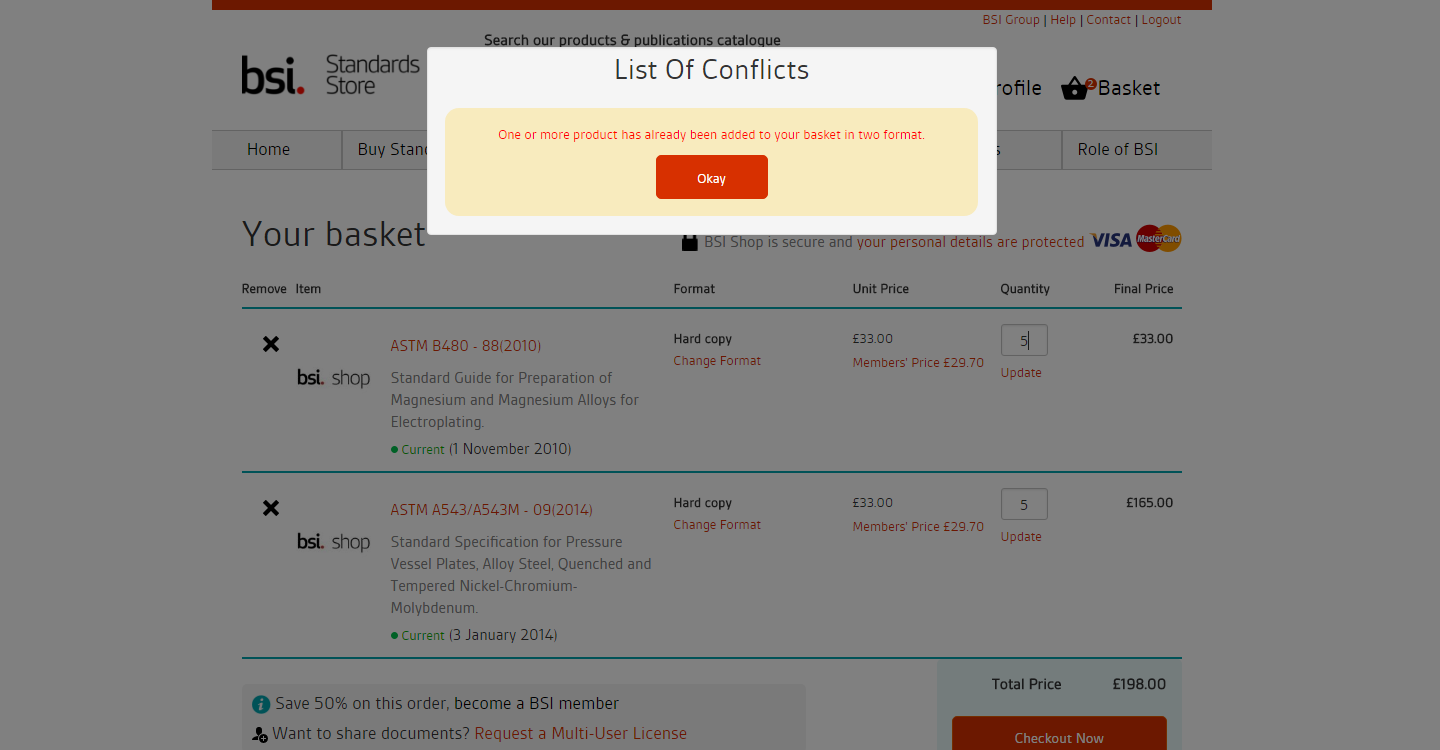 BSI Group | Help | Contact | Logout
Search our products & publications catalogue
bsi. Standards Store
List Of Conflicts
One or more product has already been added to your basket in two format.
Okay
2 Basket
Home
Role of BSI
Your basket
BSI Shop is secure and your personal details are protected VISA MasterCard
Remove Item Format Unit Price Quantity Final Price
ASTM B480 - 88(2010)
bsi. shop
Standard Guide for Preparation of
Magnesium and Magnesium Alloys for
Electroplating.
Current (1 November 2010)
Hard copy
Change Format
£33.00
Members' Price £29.70
5
Update
£33.00
ASTM A543/A543M - 09(2014)
bsi. shop
Standard Specification for Pressure
Vessel Plates, Alloy Steel, Quenched and
Tempered Nickel-Chromium-
Molybdenum.
Current (3 January 2014)
Hard copy
Change Format
£33.00
Members' Price £29.70
5
Update
£165.00
Save 50% on this order, become a BSI member
Want to share documents? Request a Multi-User License
Total Price £198.00
Checkout Now